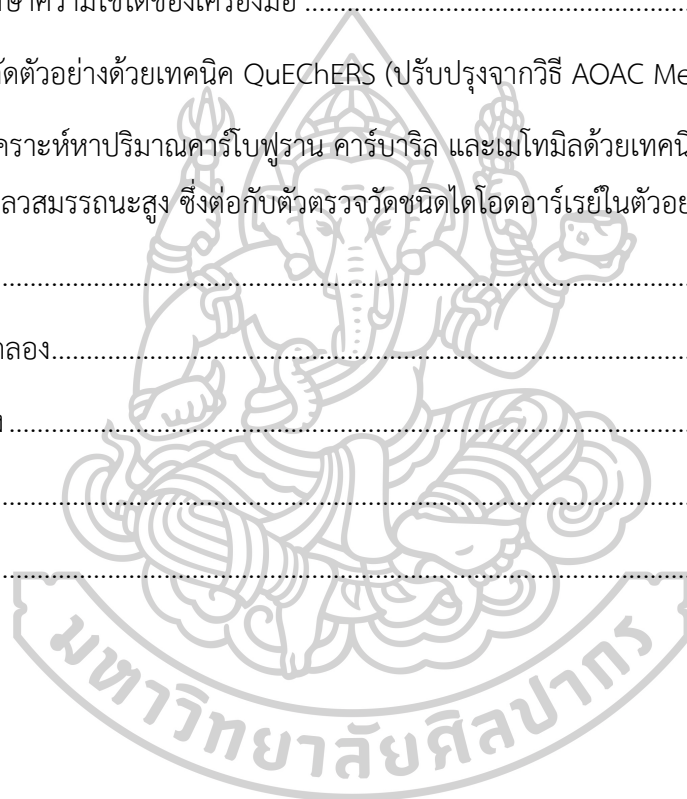 ษาความใช้ได้ของเครื่องมือ ........................................................
ัดตัวอย่างด้วยเทคนิค QuEChERS (ปรับปรุงจากวิธี AOAC Me
คราะห์หาปริมาณคาร์โบฟูราน คาร์บาริล และเมโทมิลด้วยเทคนิ
ลวสมรรถนะสูง ซึ่งต่อกับตัวตรวจวัดชนิดไดโอดอาร์เรย์ในตัวอย
........................................................
าลอง........................................................
ง ........................................................
........................................................
........................................................
มหาวิทยาลัยศิลปากร